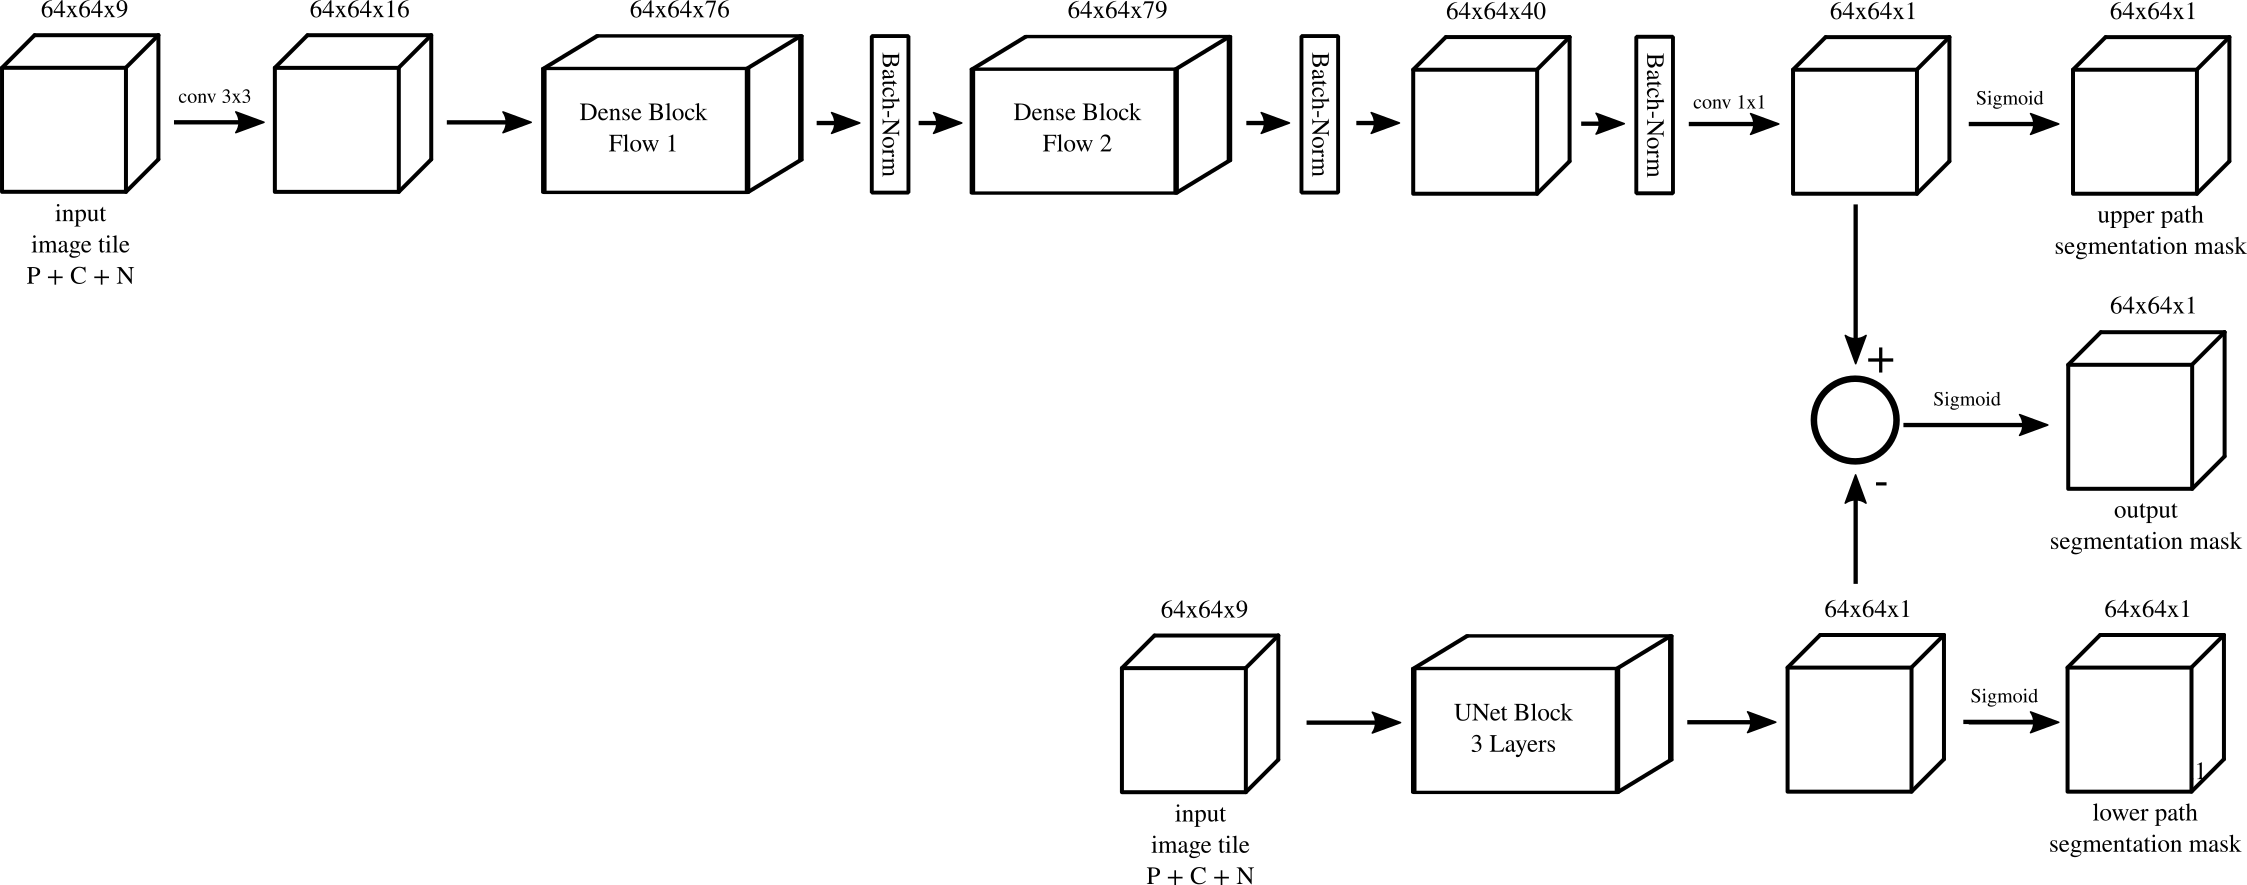 64x64x9
64x64x16
64x64x76
64x64x79
64x64x40
64x64x1
64x64x1
conv 3x3
Dense Block
Flow 1
Batch-Norm
Dense Block
Flow 2
Batch-Norm
Batch-Norm
conv 1x1
Sigmoid
input
image tile
P + C + N
upper path
segmentation mask
64x64x1
+
Sigmoid
-
output
segmentation mask
64x64x9
64x64x1
64x64x1
UNet Block
3 Layers
Sigmoid
1
input
image tile
P + C + N
lower path
segmentation mask